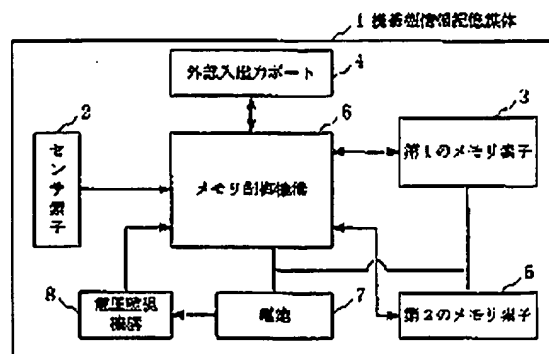 1 携帯型情報記憶媒体
外部入出力ポート
4
2
センサ素子
6
メモリ制御機構
3
第1のメモリ素子
8
電圧確認
機構
電池
7
5
第2のメモリ素子